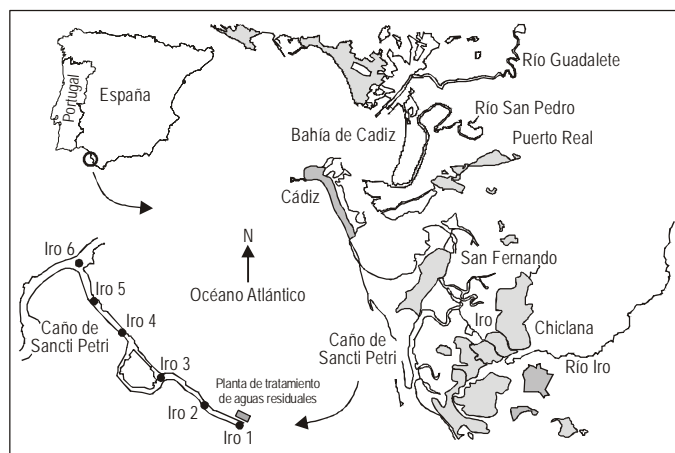 Portugal
España
Río Guadalete
Río San Pedro
Bahía de Cadiz
Puerto Real
Cádiz
N
Océano Atlántico
San Fernando
Iro
Chiclana
Caño de
Sancti Petri
Río Iro
Iro 6
Iro 5
Iro 4
Caño de
Sancti Petri
Iro 3
Planta de tratamiento
de aguas residuales
Iro 2
Iro 1